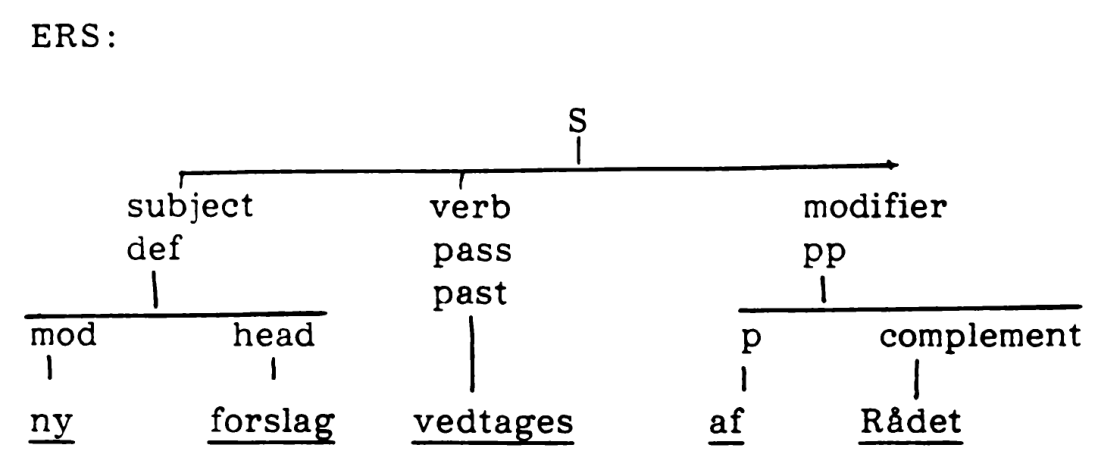 ERS:
S
subject verb modifier
def pass pp
past
mod head p complement
ny forslag vedtages af Rådet